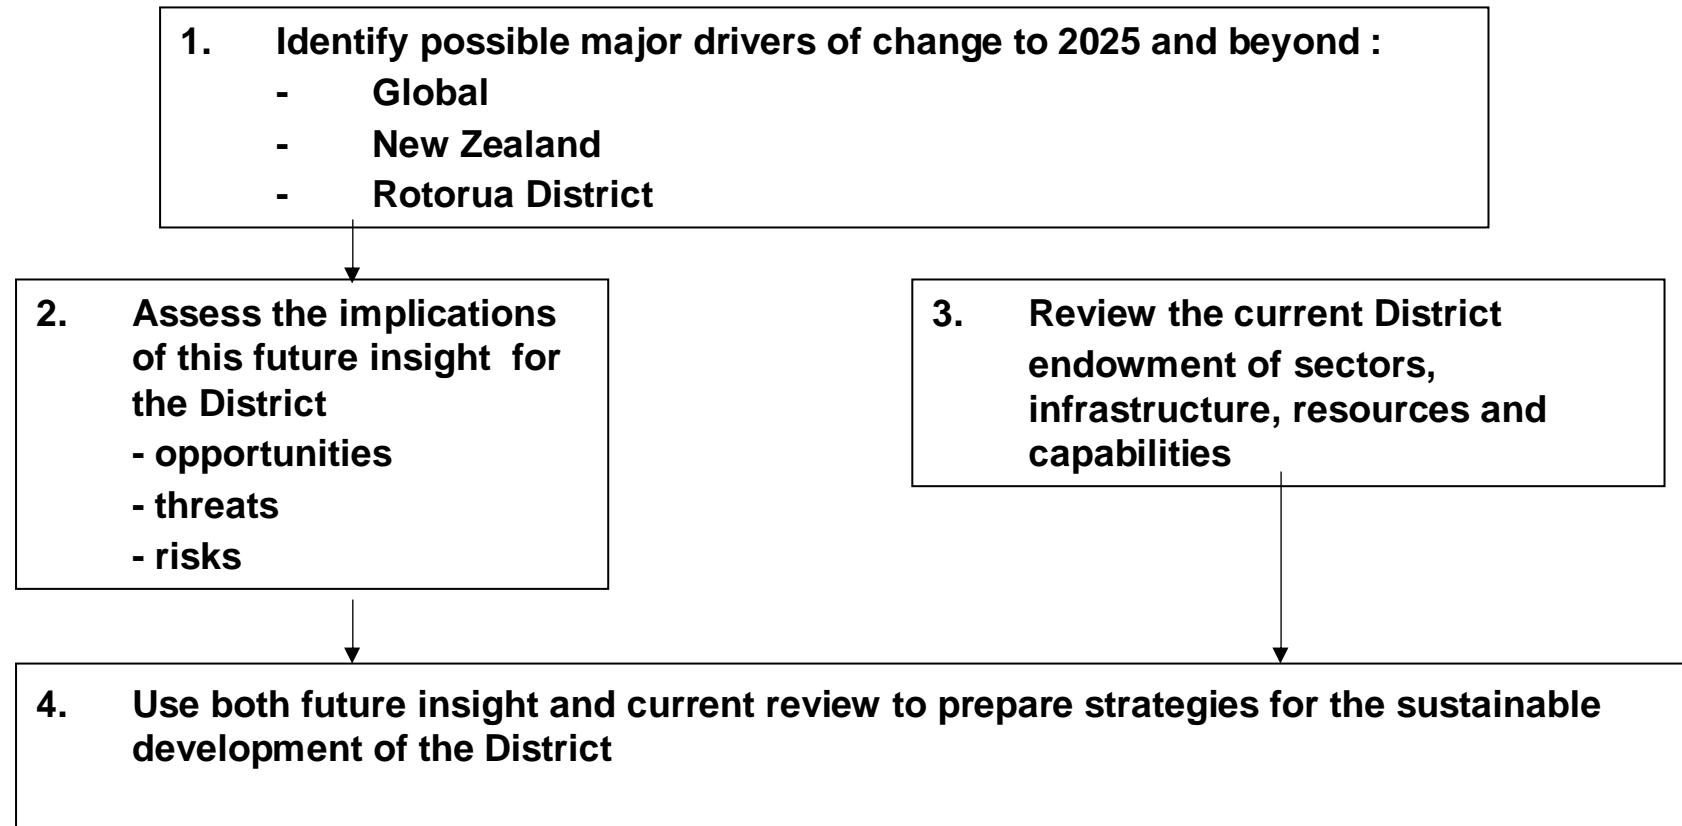 1. Identify possible major drivers of change to 2025 and beyond :
- Global
- New Zealand
- Rotorua District
2. Assess the implications
of this future insight for
the District
- opportunities
- threats
- risks
3. Review the current District
endowment of sectors,
infrastructure, resources and
capabilities
4. Use both future insight and current review to prepare strategies for the sustainable
development of the District